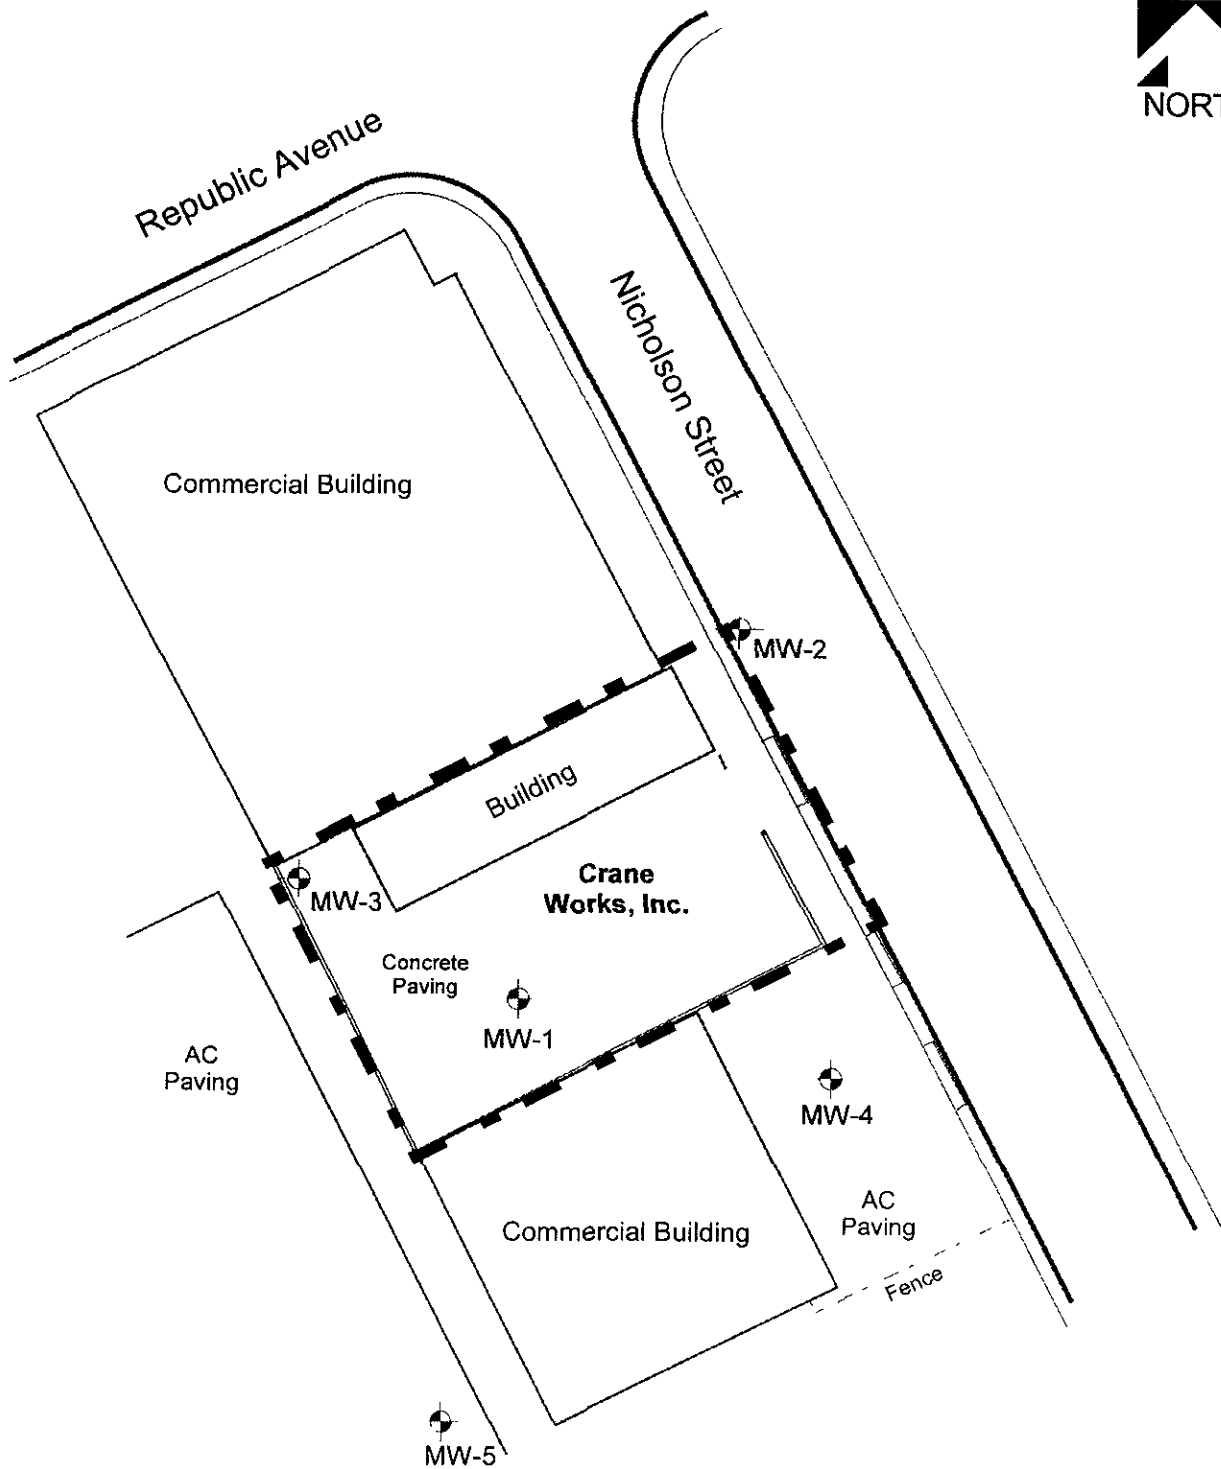 NORT
Republic Avenue
Nicholson Street
Commercial Building
MW-2
Building
Crane
Works, Inc.
MW-3
Concrete
Paving
MW-1
AC
Paving
MW-4
AC
Paving
Commercial Building
Fence
MW-5